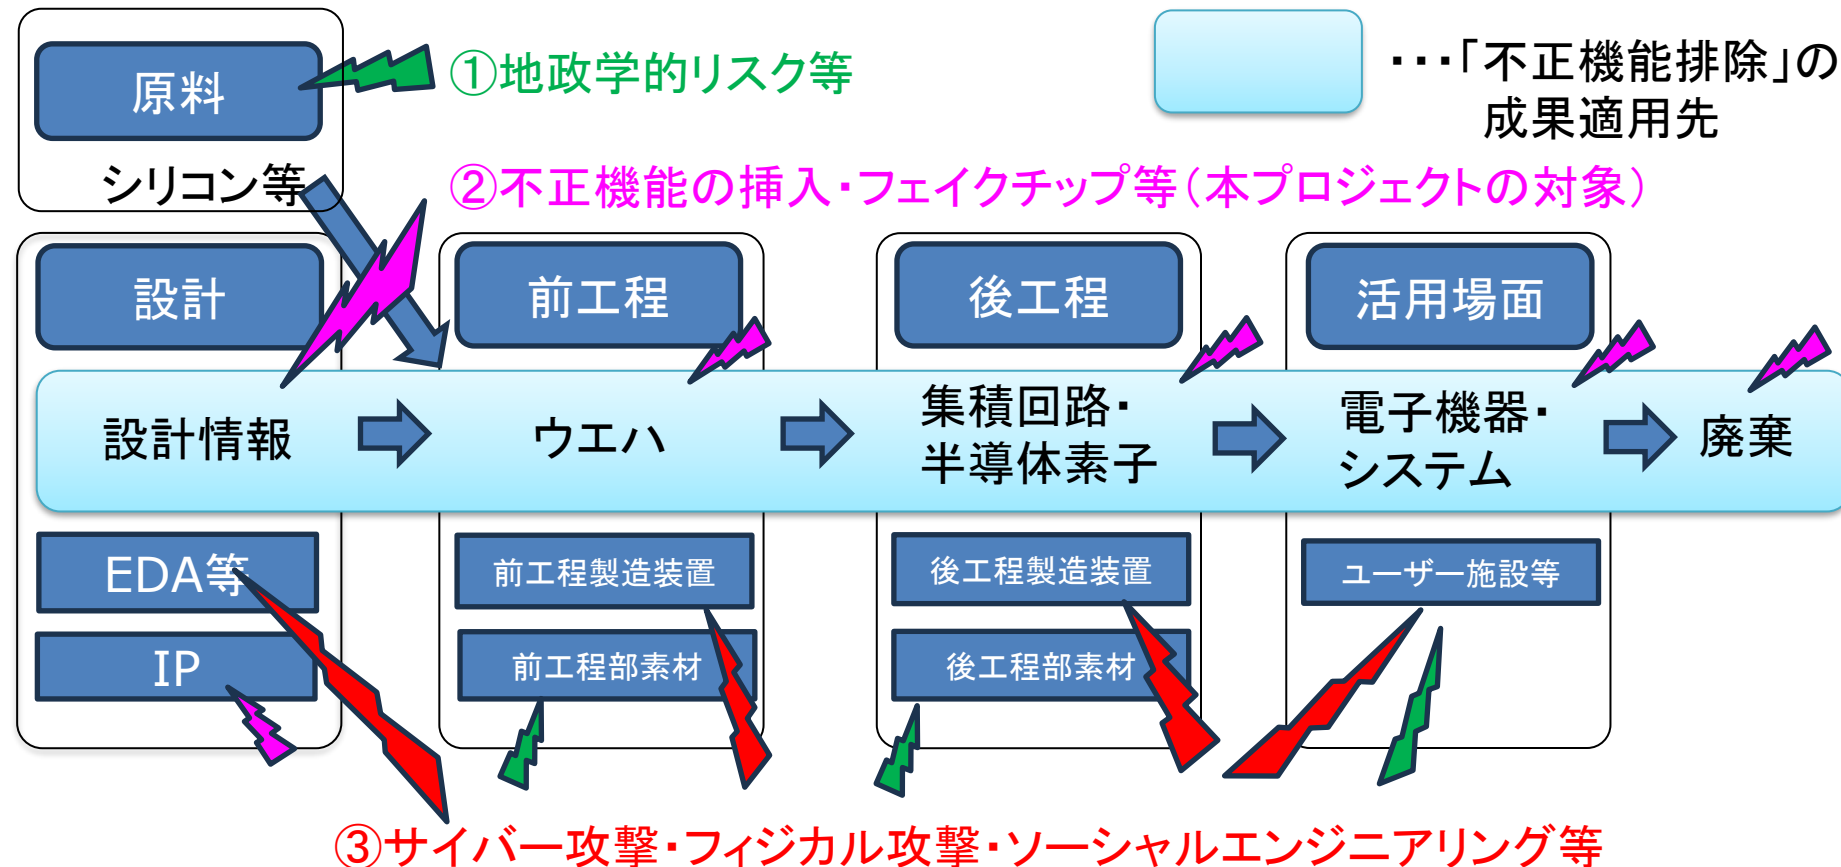 原料
シリコン等
①地政学的リスク等
・・・「不正機能排除」の
成果適用先
②不正機能の挿入・フェイクチップ等（本プロジェクトの対象）
設計
前工程
後工程
活用場面
設計情報
ウエハ
集積回路・
半導体素子
電子機器・
システム
廃棄
EDA等
前工程製造装置
後工程製造装置
ユーザー施設等
IP
前工程部素材
後工程部素材
③サイバー攻撃・フィジカル攻撃・ソーシャルエンジニアリング等